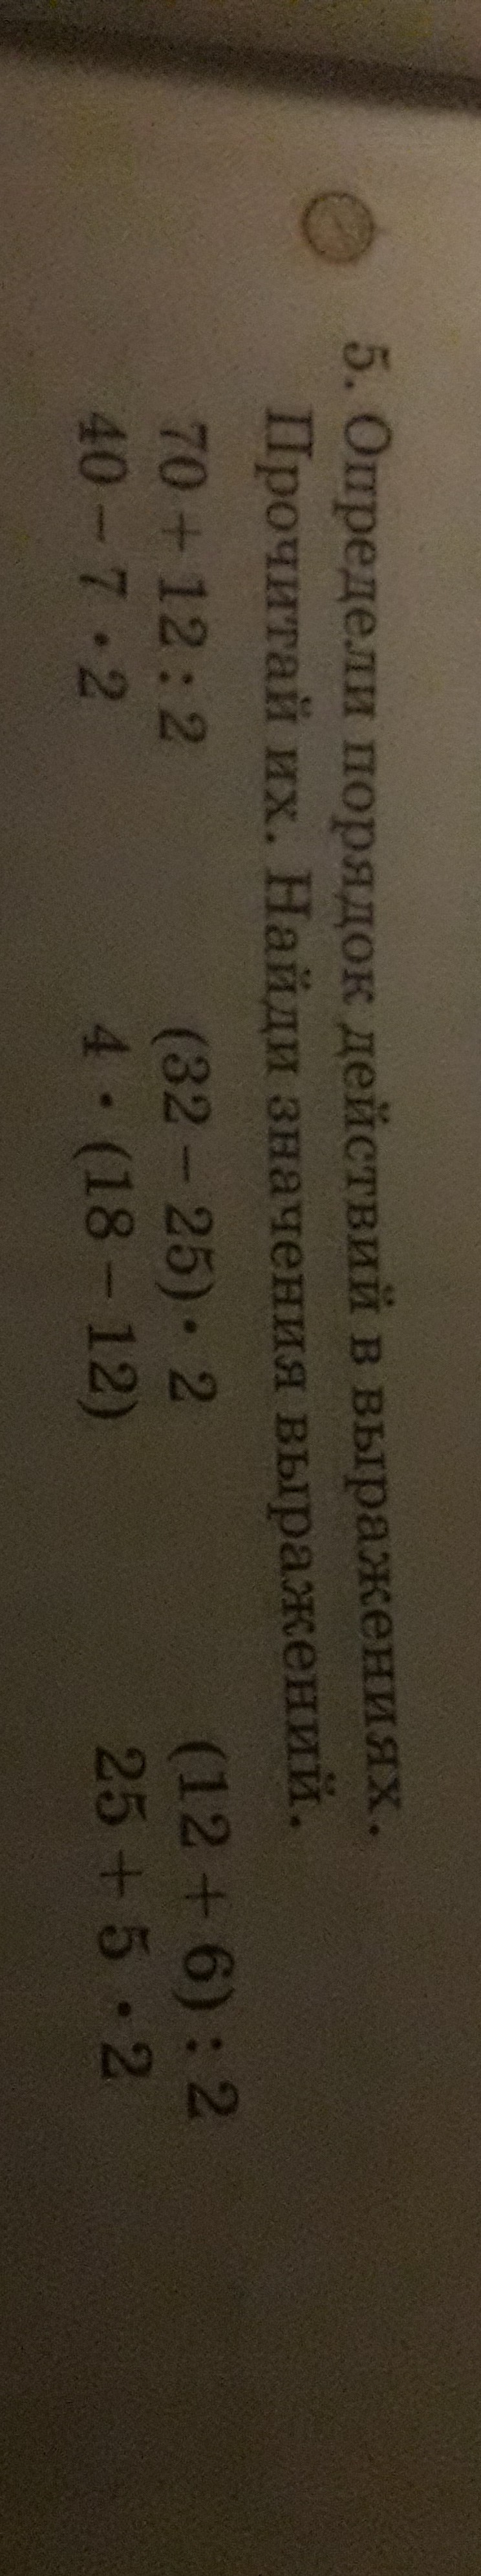 5. Определи порядок действий в выражениях.
Прочитай их. Найди значения выражений.
70 + 12 : 2 (32 − 25) · 2 (12 + 6) : 2
40 − 7 · 2 4 · (18 − 12) 25 + 5 · 2